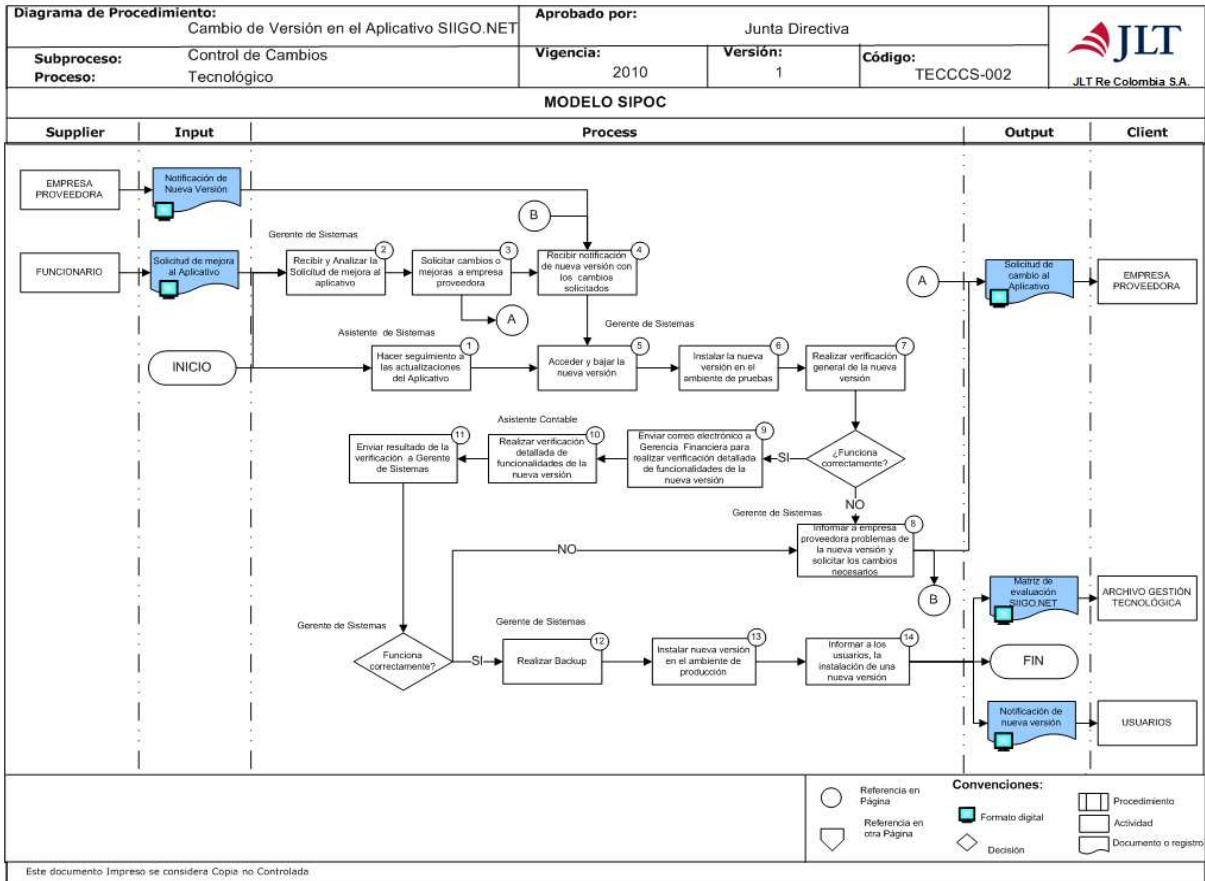 Diagrama de Procedimiento:
Cambio de Versión en el Aplicativo SIIGO.NET
Aprobado por:
Junta Directiva
Subproceso:
Control de Cambios
Proceso:
Tecnológico
Vigencia:
2010
Versión:
1
Código:
TECCCS-002
JLT
JLT Re Colombia S.A.
MODELO SIPOC
Supplier
Input
Process
Output
Client
EMPRESA
PROVEEDORA
Notificación de
Nueva Versión
B
Gerente de Sistemas
FUNCIONARIO
Solicitud de mejora
al Aplicativo
2
Recibir y Analizar la
Solicitud de mejora al
aplicativo
3
Solicitar cambios o
mejoras a empresa
proveedora
4
Recibir notificación
de nueva versión con
los cambios
solicitados
A
A
Solicitud de
cambio al
Aplicativo
EMPRESA
PROVEEDORA
Asistente de Sistemas
Gerente de Sistemas
INICIO
1
Hacer seguimiento a
las actualizaciones
del Aplicativo
5
Acceder y bajar la
nueva versión
6
Instalar la nueva
versión en el
ambiente de pruebas
7
Realizar verificación
general de la nueva
versión
Asistente Contable
11
Enviar resultado de la
verificación a Gerente
de Sistemas
10
Realizar verificación
detallada de
funcionalidades de la
nueva versión
9
Enviar correo electrónico a
Gerencia Financiera para
realizar verificación detallada
de funcionalidades de la
nueva versión
SI
¿Funciona
correctamente?
NO
Gerente de Sistemas
8
Informar a empresa
proveedora problemas de
la nueva versión y
solicitar los cambios
necesarios
NO
B
Matriz de
evaluación
SIIGO.NET
ARCHIVO GESTIÓN
TECNOLÓGICA
Gerente de Sistemas
Gerente de Sistemas
Funciona
correctamente?
SI
12
Realizar Backup
13
Instalar nueva versión
en el ambiente de
producción
14
Informar a los
usuarios, la
instalación de una
nueva versión
FIN
Notificación de
nueva versión
USUARIOS
Convenciones:
Referencia en
Página
Referencia en
otra Página
Formato digital
Decisión
Procedimiento
Actividad
Documento o registro
Este documento Impreso se considera Copia no Controlada